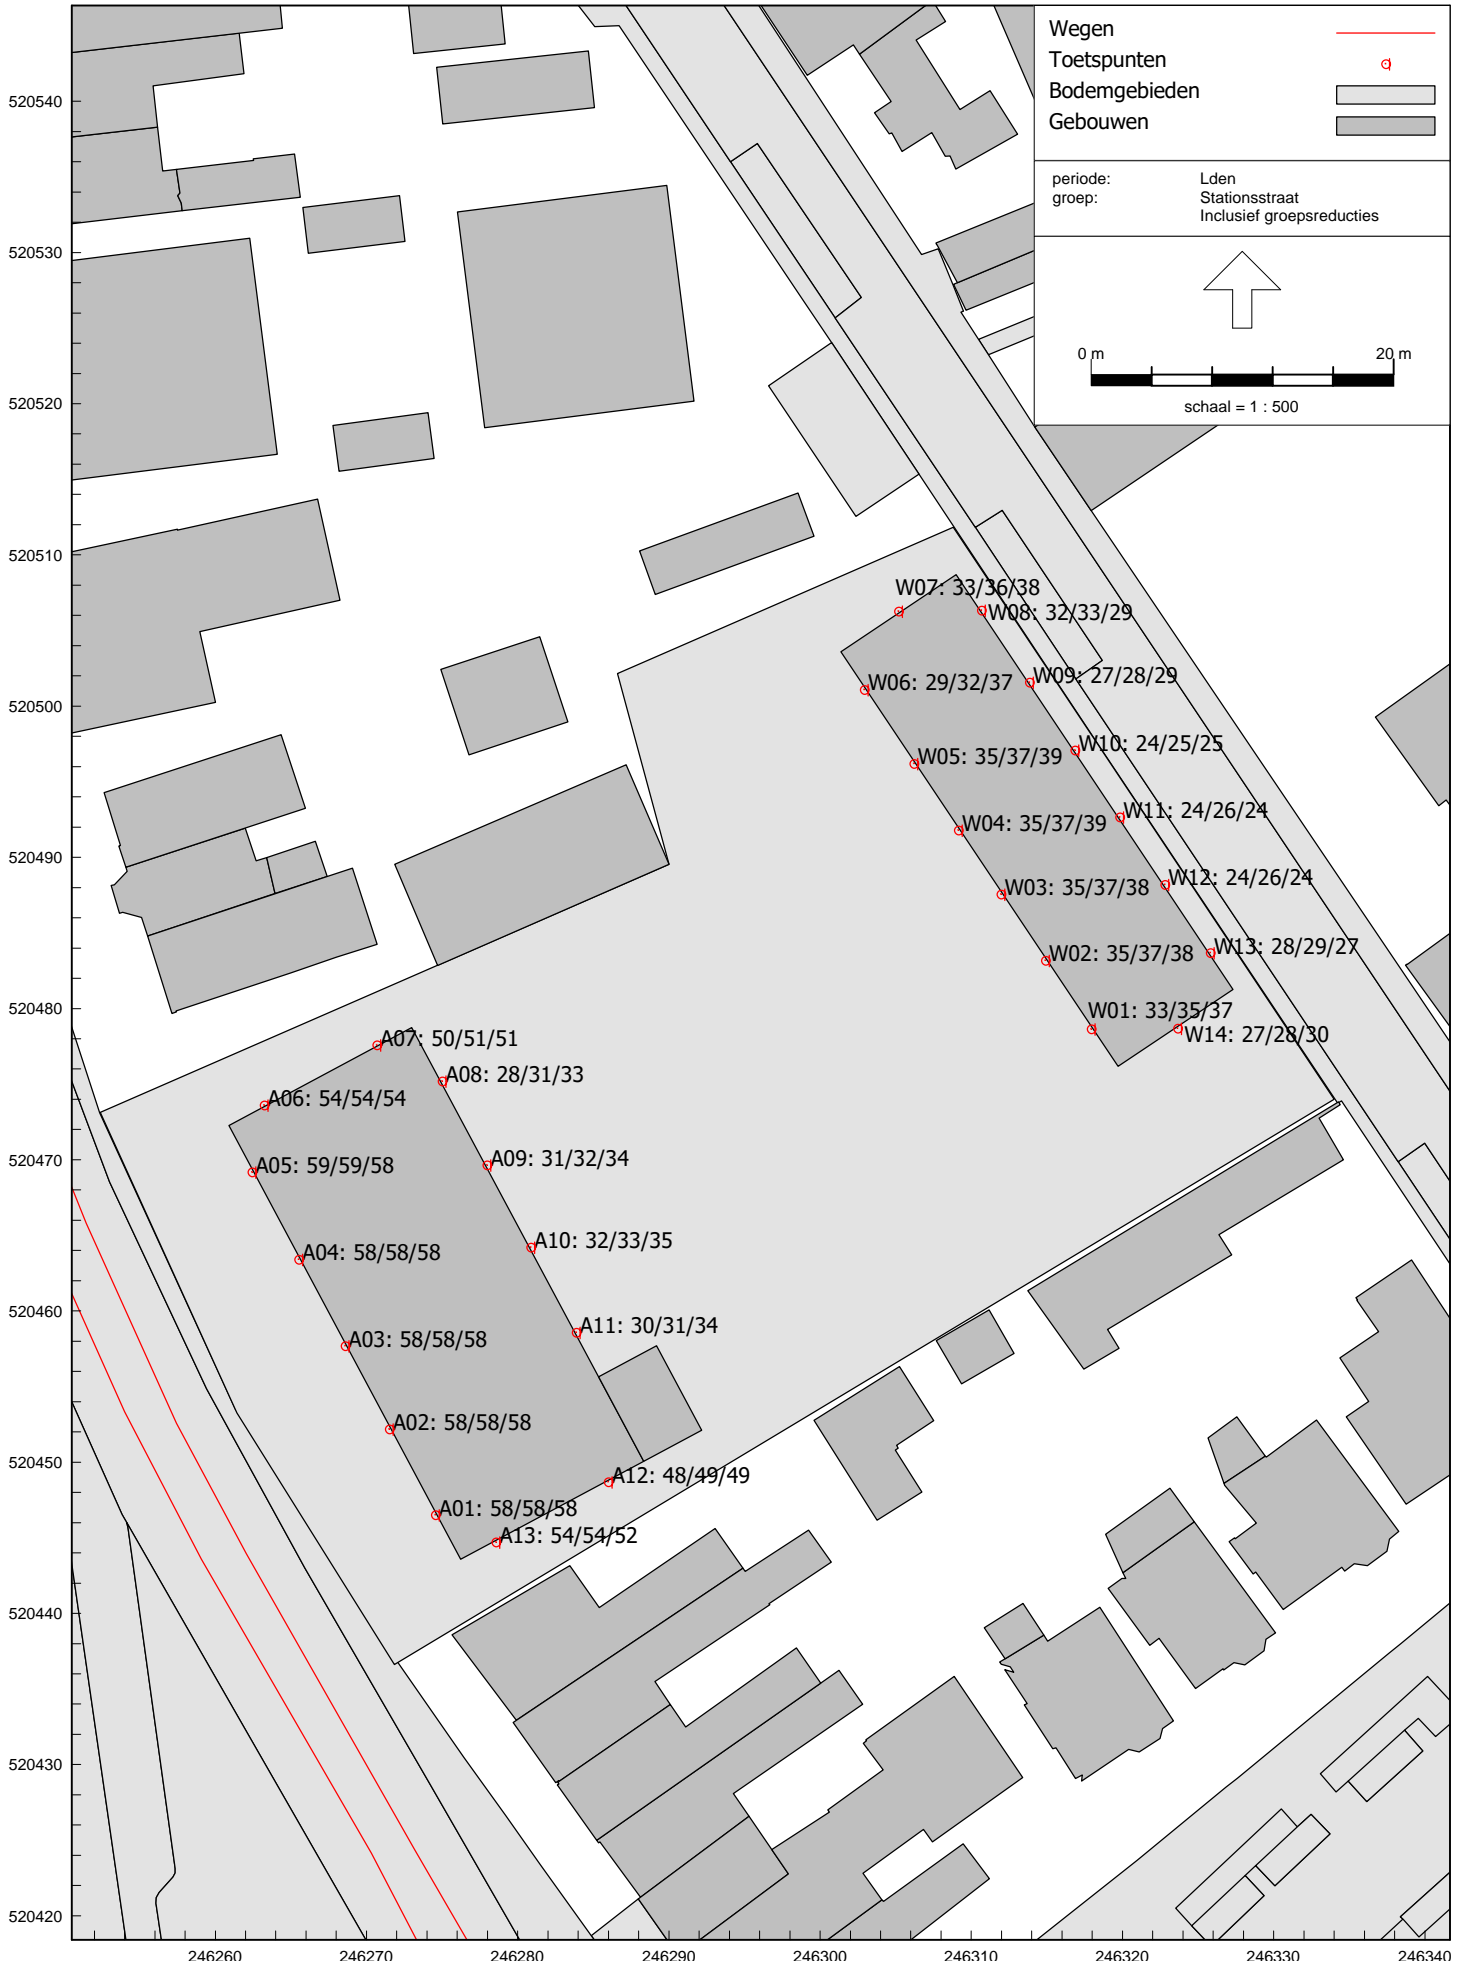 Wegen
Toetspunten
Bodemgebieden
Gebouwen
periode: Lden
groep: Stationsstraat
Inclusief groepsreducties
0 m 20 m
schaal = 1 : 500
520540
520530
520520
520510
520500
520490
520480
520470
520460
520450
520440
520430
520420
W07: 33/36/38
W08: 32/33/29
W09: 27/28/29
W06: 29/32/37
W10: 24/25/25
W05: 35/37/39
W11: 24/26/24
W04: 35/37/39
W12: 24/26/24
W03: 35/37/38
W13: 28/29/27
W02: 35/37/38
W01: 33/35/37
W14: 27/28/30
A07: 50/51/51
A08: 28/31/33
A06: 54/54/54
A09: 31/32/34
A05: 59/59/58
A10: 32/33/35
A04: 58/58/58
A11: 30/31/34
A03: 58/58/58
A02: 58/58/58
A12: 48/49/49
A01: 58/58/58
A13: 54/54/52
246260 246270 246280 246290 246300 246310 246320 246330 246340